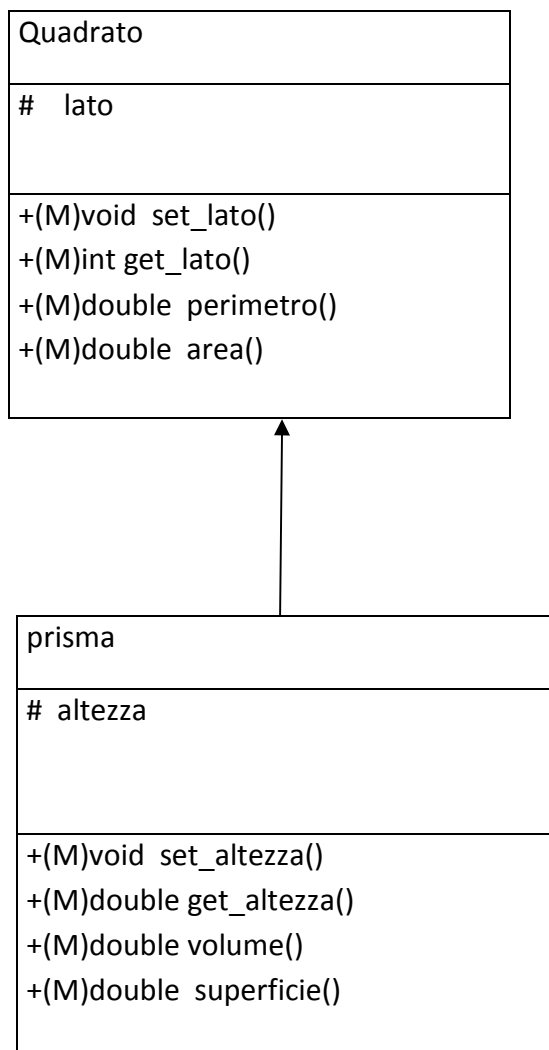 Quadrato
# lato
+(M)void set_lato()
+(M)int get_lato()
+(M)double perimetro()
+(M)double area()
prisma
# altezza
+(M)void set_altezza()
+(M)double get_altezza()
+(M)double volume()
+(M)double superficie()